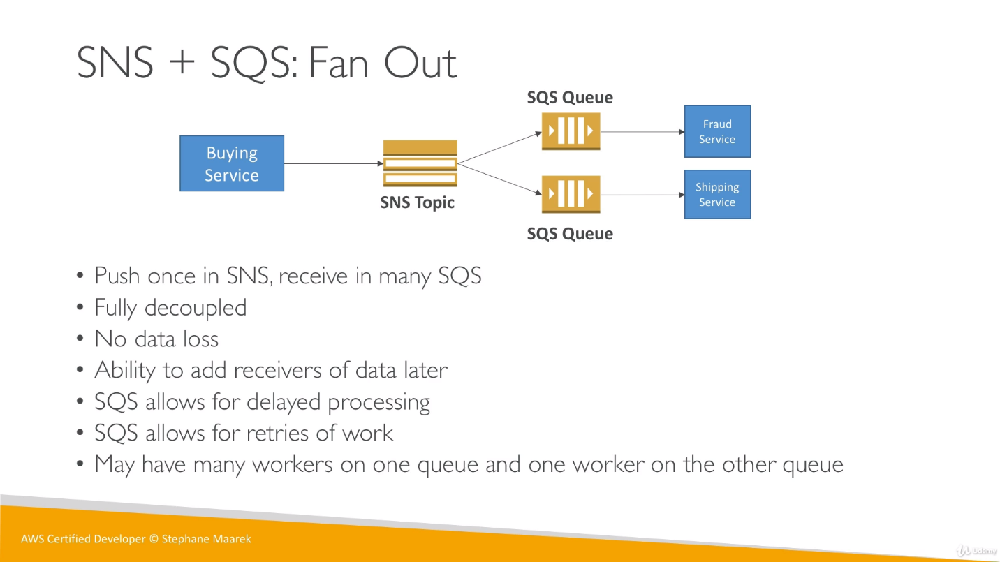 SNS + SQS: Fan Out
SQS Queue
Buying
Service
SNS Topic
Fraud
Service
Shipping
Service
SQS Queue
• Push once in SNS, receive in many SQS
• Fully decoupled
• No data loss
• Ability to add receivers of data later
• SQS allows for delayed processing
• SQS allows for retries of work
• May have many workers on one queue and one worker on the other queue
AWS Certified Developer © Stephane Maarek
Udemy